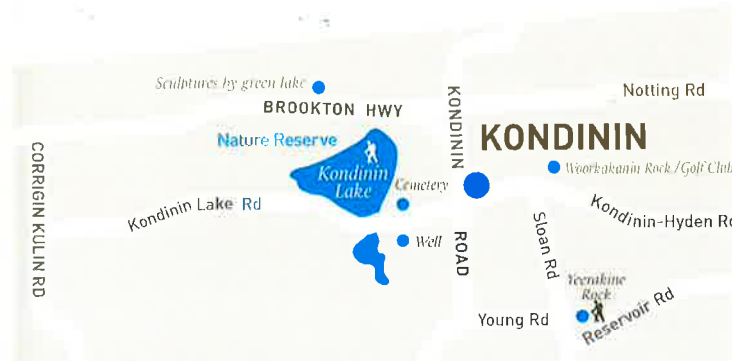 Sculptures by green lake
BROOKTON HWY
Notting Rd
Nature Reserve
KONDININ
KONDININ
ROAD
Kondinin
Lake
Cemetery
Woorkakanin Rock/Golf Club
CORRIGIN KULIN RD
Kondinin Lake Rd
Kondinin-Hyden Rd
Sloan Rd
Well
Yeerakine
Rock
Young Rd
Reservoir Rd